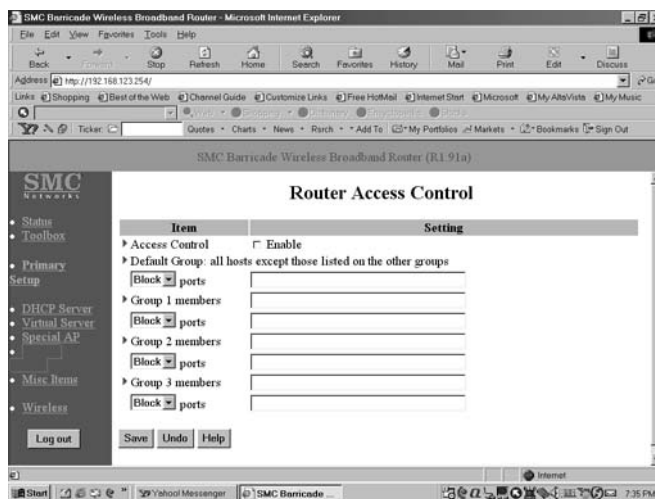 SMC Barricade Wireless Broadband Router - Microsoft Internet Explorer
File Edit View Favorites Tools Help
Back Forward Stop Refresh Home Search Favorites History Mail Print Edit Discuss
Address http://192.168.123.254/ Go
Links Shopping Best of the Web Channel Guide Customize Links Free HotMail Internet Start Microsoft My AltaVista My Music
Ticker: Quotes - Charts - News - Add To My Portfolios Markets - Bookmarks Sign Out
SMC Barricade Wireless Broadband Router (R1.91a)
SMC
Networks
Router Access Control
Item Setting
• Status
• Toolbox
• Primary
Setup
• DHCP Server
• Virtual Server
• Special AP
• Misc Items
• Wireless
Log out
Access Control Enable
Default Group: all hosts except those listed on the other groups
Block ports
Group 1 members
Block ports
Group 2 members
Block ports
Group 3 members
Block ports
Save Undo Help
Internet
Start Yahoo! Messenger SMC Barricade ... 7:35 PM